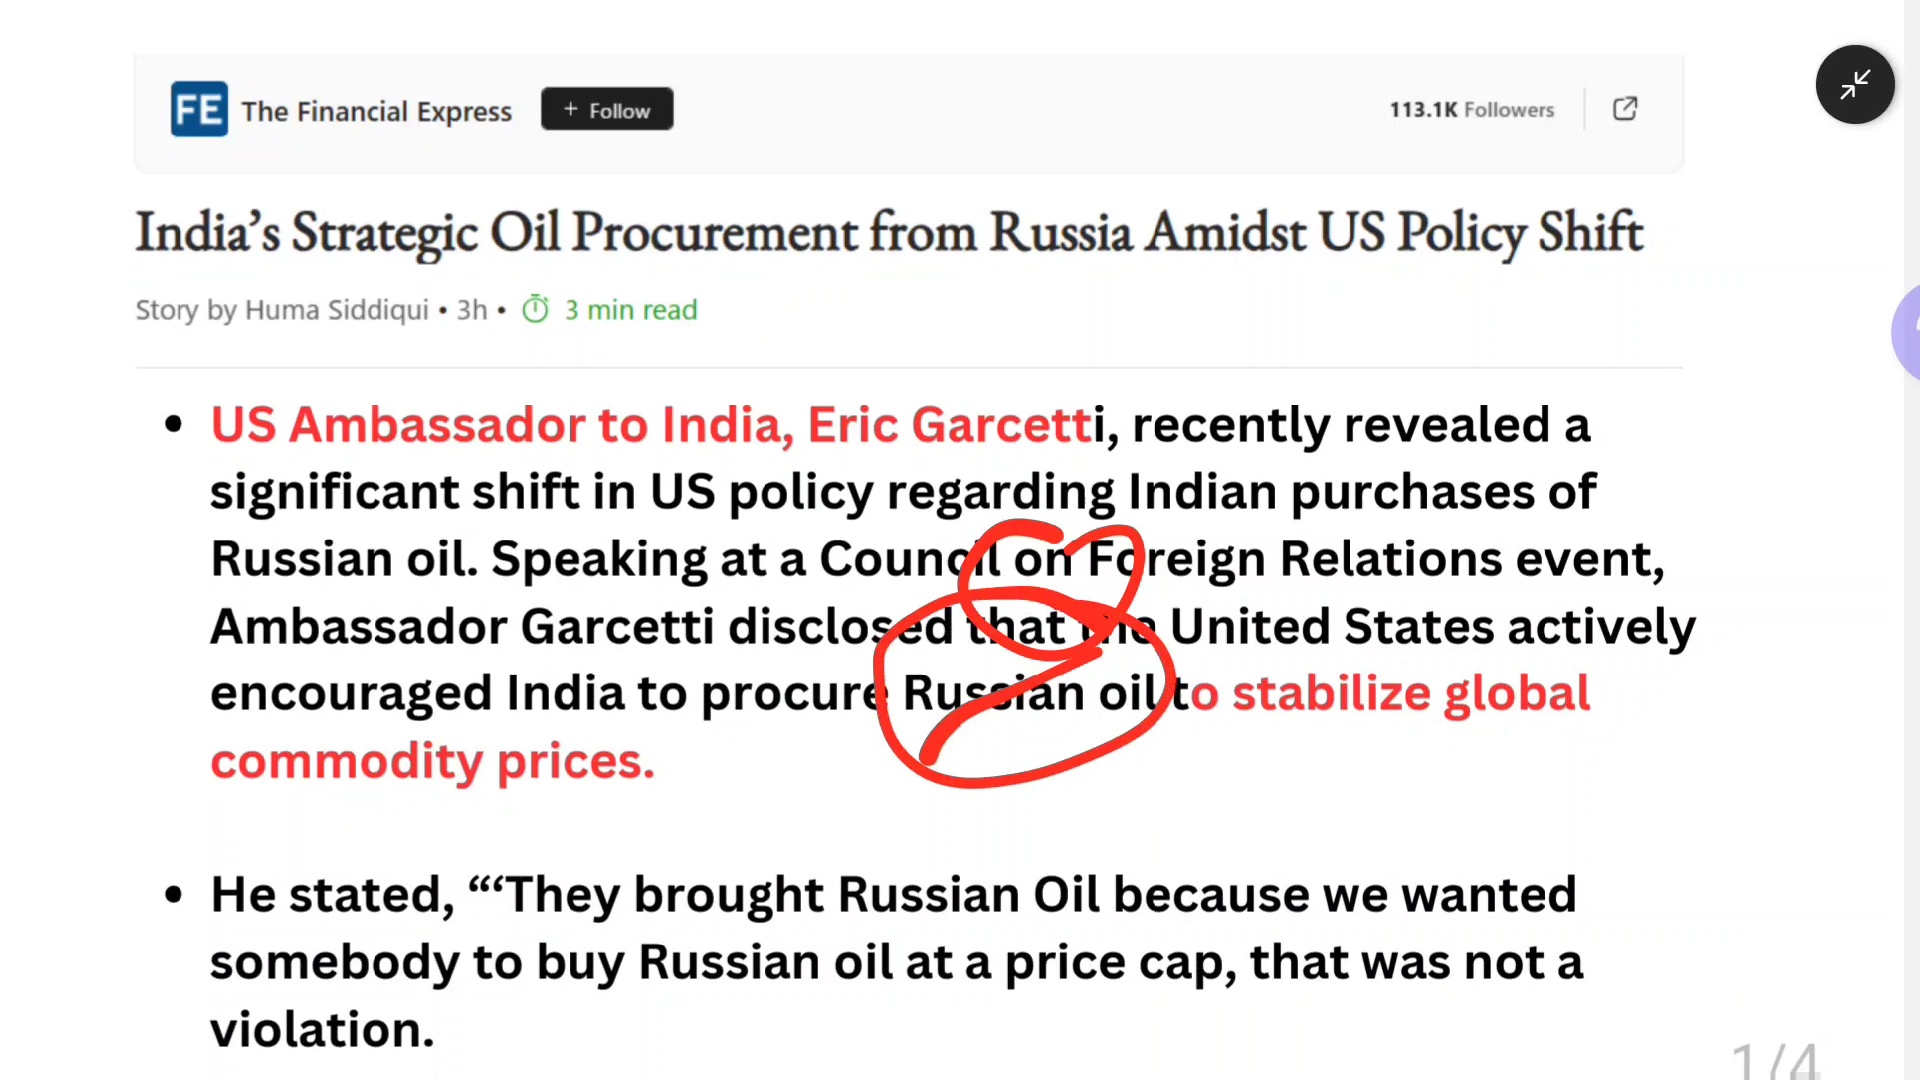 FE The Financial Express + Follow 113.1K Followers
India’s Strategic Oil Procurement from Russia Amidst US Policy Shift
Story by Huma Siddiqui • 3h • 3 min read
• US Ambassador to India, Eric Garcetti, recently revealed a
significant shift in US policy regarding Indian purchases of
Russian oil. Speaking at a Council on Foreign Relations event,
Ambassador Garcetti disclosed that the United States actively
encouraged India to procure Russian oil to stabilize global
commodity prices.
• He stated, “‘They brought Russian Oil because we wanted
somebody to buy Russian oil at a price cap, that was not a
violation.
1/4